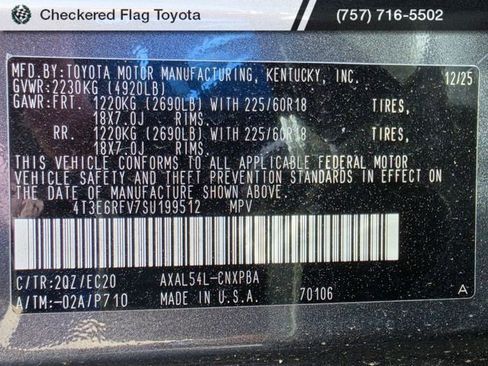 Checkered Flag Toyota
(757) 716-5502
MFD.BY:TOYOTA MOTOR MANUFACTURING, KENTUCKY, INC. 12/25
GVWR:2230KG (4920LB)
GAWR:FRT. 1220KG (2690LB) WITH 225/60R18 TIRES,
18X7.0J RIMS.
RR. 1220KG (2690LB) WITH 225/60R18 TIRES,
18X7.0J RIMS.
THIS VEHICLE CONFORMS TO ALL APPLICABLE FEDERAL MOTOR
VEHICLE SAFETY AND THEFT PREVENTION STANDARDS IN EFFECT
ON THE DATE OF MANUFACTURE SHOWN ABOVE.
4T3E6RFV7SU199512 MPV
C/TR:2QZ/EC20 AXAL54L-CNXPBA
A/TM:-02A/P710 MADE IN U.S.A. 70106 A